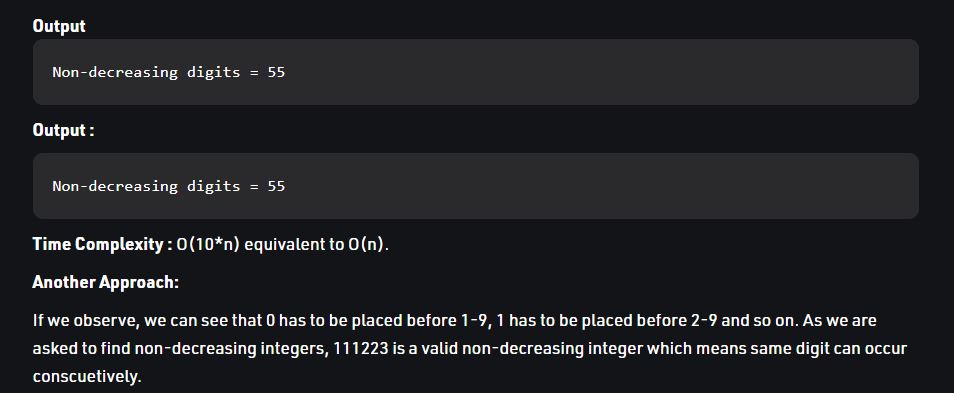 Output
Non-decreasing digits = 55
Output :
Non-decreasing digits = 55
Time Complexity : O(10*n) equivalent to O(n).
Another Approach:
If we observe, we can see that 0 has to be placed before 1-9, 1 has to be placed before 2-9 and so on. As we are
asked to find non-decreasing integers, 111223 is a valid non-decreasing integer which means same digit can occur
conscuetively.